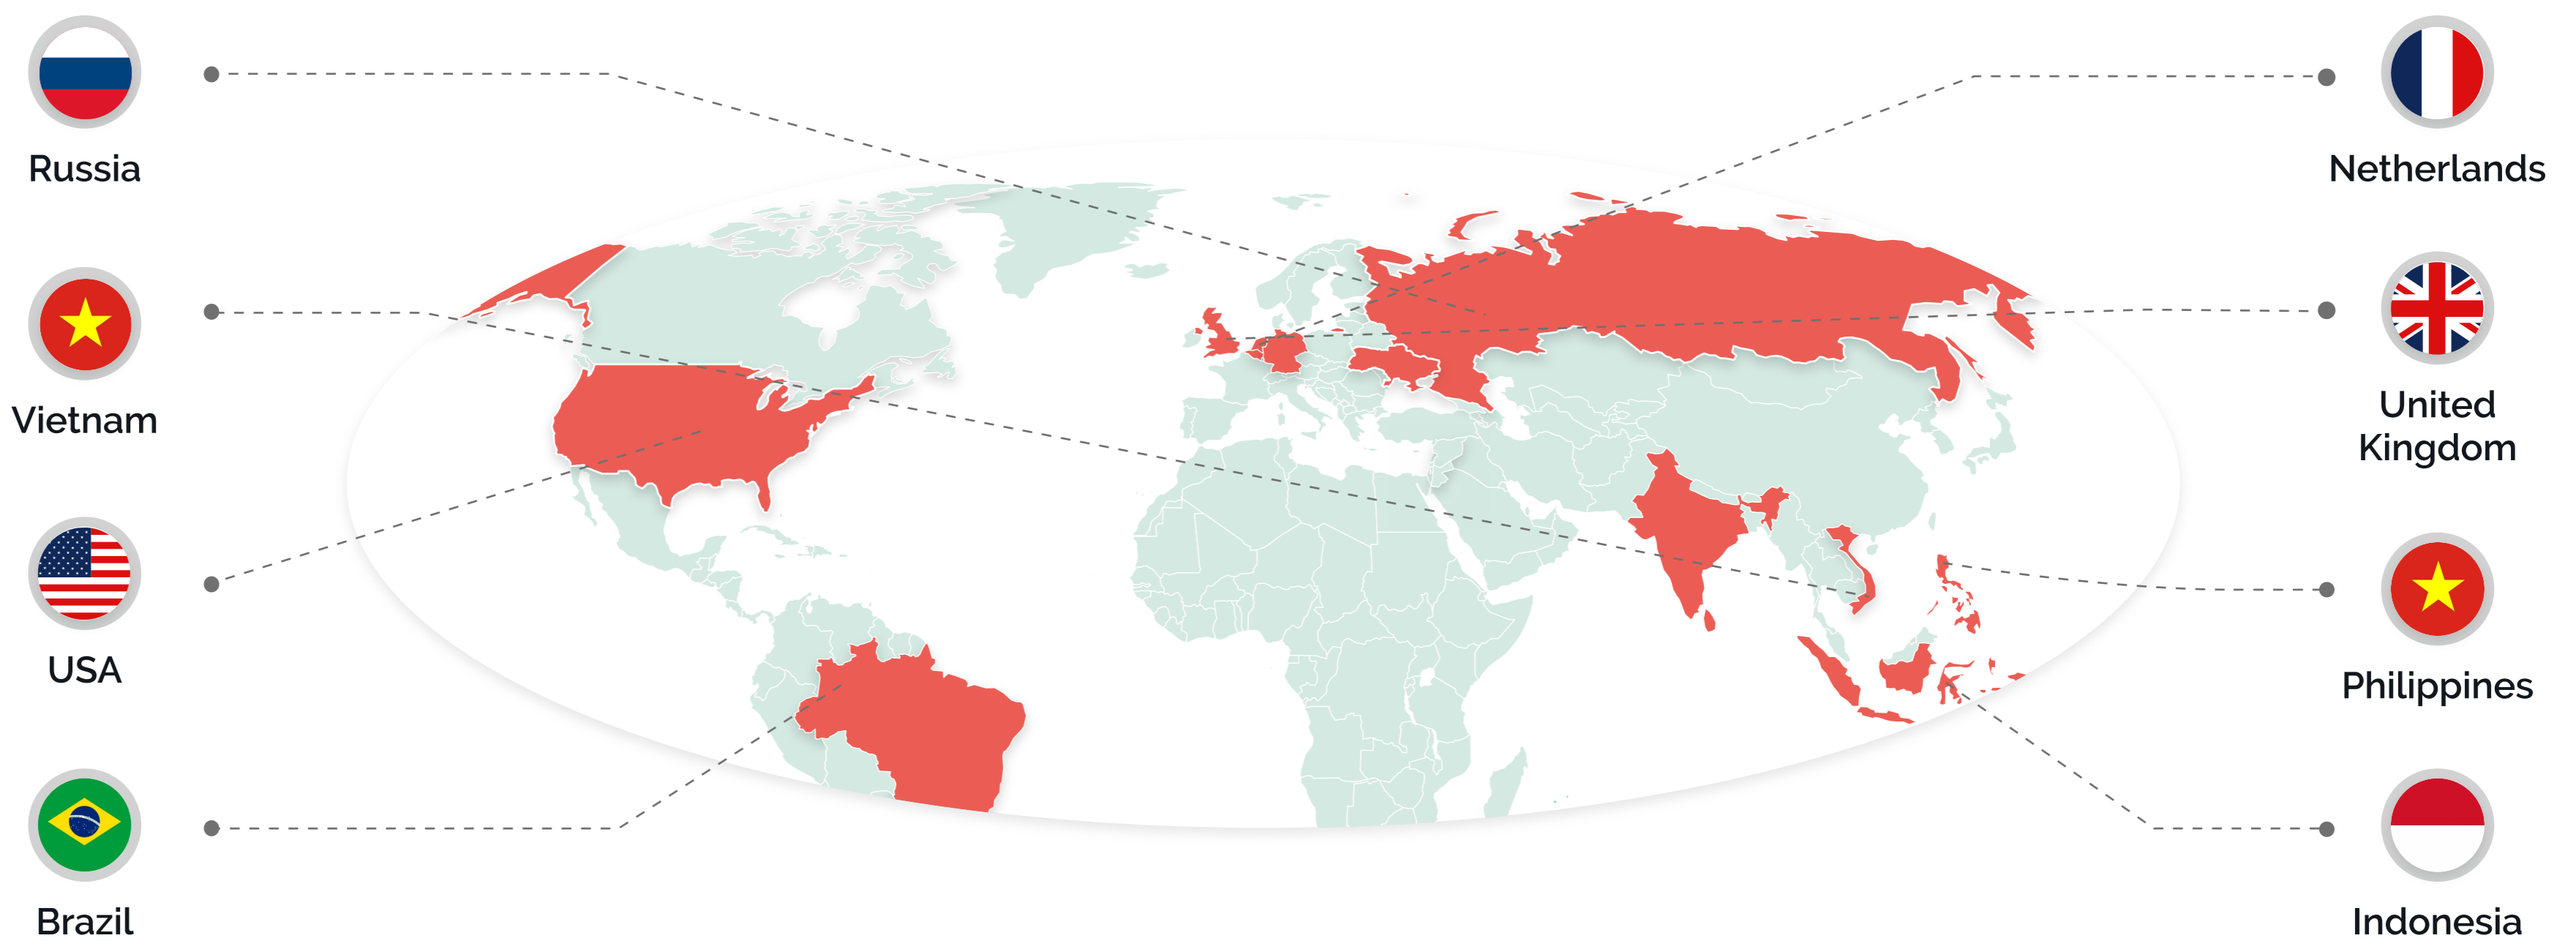 Russia
Netherlands
Vietnam
United
Kingdom
USA
Philippines
Brazil
Indonesia